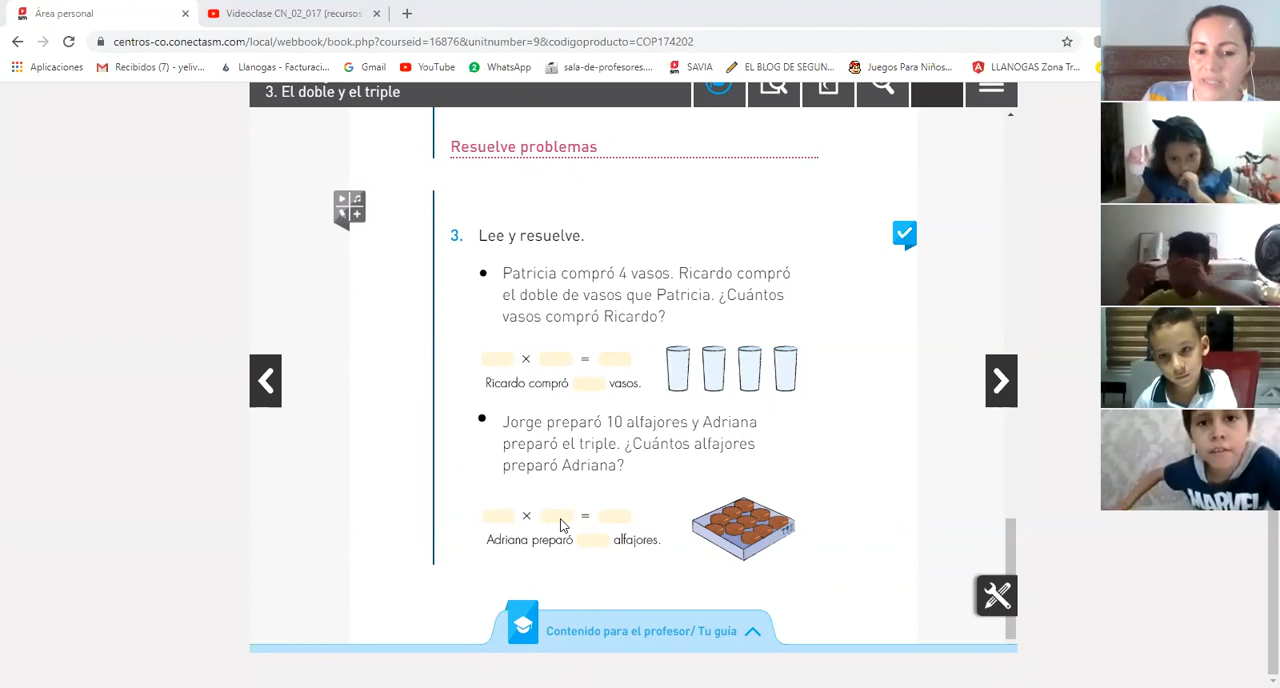 Área personal
Videoclase CN_02_017 (recursos
centros-co.conectasm.com/local/webbook/book.php?courseid=16876&unitnumber=9&codigoproducto=COP174202
Aplicaciones
Recibidos (7) - yeliv...
Llanogas - Facturaci...
Gmail
YouTube
WhatsApp
sala-de-profesores....
SAVIA
EL BLOG DE SEGUN...
Juegos Para Niños...
LLANOGAS Zona Tr...
3. El doble y el triple
Resuelve problemas
3. Lee y resuelve.
Patricia compró 4 vasos. Ricardo compró
el doble de vasos que Patricia. ¿Cuántos
vasos compró Ricardo?
× =
Ricardo compró vasos.
Jorge preparó 10 alfajores y Adriana
preparó el triple. ¿Cuántos alfajores
preparó Adriana?
× =
Adriana preparó alfajores.
Contenido para el profesor/ Tu guía
MARVEL